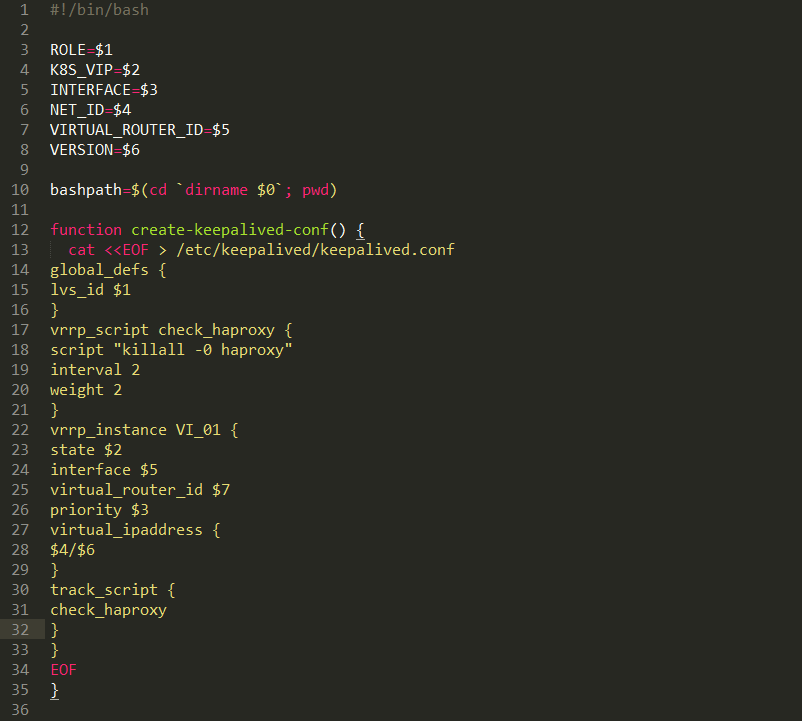 1 #!/bin/bash
2
3 ROLE=$1
4 K8S_VIP=$2
5 INTERFACE=$3
6 NET_ID=$4
7 VIRTUAL_ROUTER_ID=$5
8 VERSION=$6
9
10 bashpath=$(cd `dirname $0`; pwd)
11
12 function create-keepalived-conf() {
13   cat <<EOF > /etc/keepalived/keepalived.conf
14 global_defs {
15 lvs_id $1
16 }
17 vrrp_script check_haproxy {
18 script "killall -0 haproxy"
19 interval 2
20 weight 2
21 }
22 vrrp_instance VI_01 {
23 state $2
24 interface $5
25 virtual_router_id $7
26 priority $3
27 virtual_ipaddress {
28 $4/$6
29 }
30 track_script {
31 check_haproxy
32 }
33 }
34 EOF
35 }
36